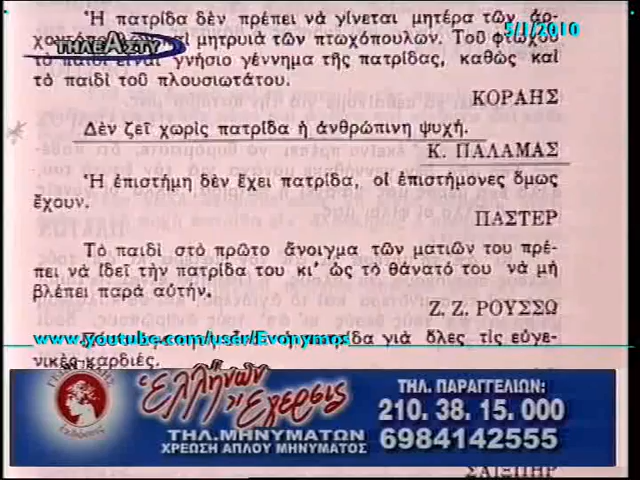 Ἡ πατρίδα δὲν πρέπει νὰ γίνεται μητέρα τῶν ἀρ-
5/1/2010
ΤΗΛΕΑΣΤΥ
μητρυιὰ τῶν πτωχόπουλων. Τοῦ φτωχοῦ
τὸ παιδὶ εἶναι γνήσιο γέννημα τῆς πατρίδας, καθὼς καὶ
τὸ παιδὶ τοῦ πλουσιωτάτου.
ΚΟΡΑΗΣ
Δὲν ζεῖ χωρὶς πατρίδα ἡ ἀνθρώπινη ψυχή.
Κ. ΠΑΛΑΜΑΣ
Ἡ ἐπιστήμη δὲν ἔχει πατρίδα, οἱ ἐπιστήμονες ὅμως
ἔχουν.
ΠΑΣΤΕΡ
Τὸ παιδὶ στὸ πρῶτο ἄνοιγμα τῶν ματιῶν του πρέ-
πει νὰ ἰδεῖ τὴν πατρίδα του κι' ὡς τὸ θάνατό του νὰ μὴ
βλέπει παρὰ αὐτήν.
Ζ. Ζ. ΡΟΥΣΣΩ
www.youtube.com/user/Evonymos
πατρίδα γιὰ ὅλες τὶς εὐγε-
νικὲς καρδιές.
Ἑλλήνων
Ἔγερσις
ἐκδόσεις
ΤΗΛ. ΠΑΡΑΓΓΕΛΙΩΝ:
210. 38. 15. 000
ΤΗΛ.ΜΗΝΥΜΑΤΩΝ 6984142555
ΧΡΕΩΣΗ ΑΠΛΟΥ ΜΗΝΥΜΑΤΟΣ
ΣΑΙΞΠΗΡ